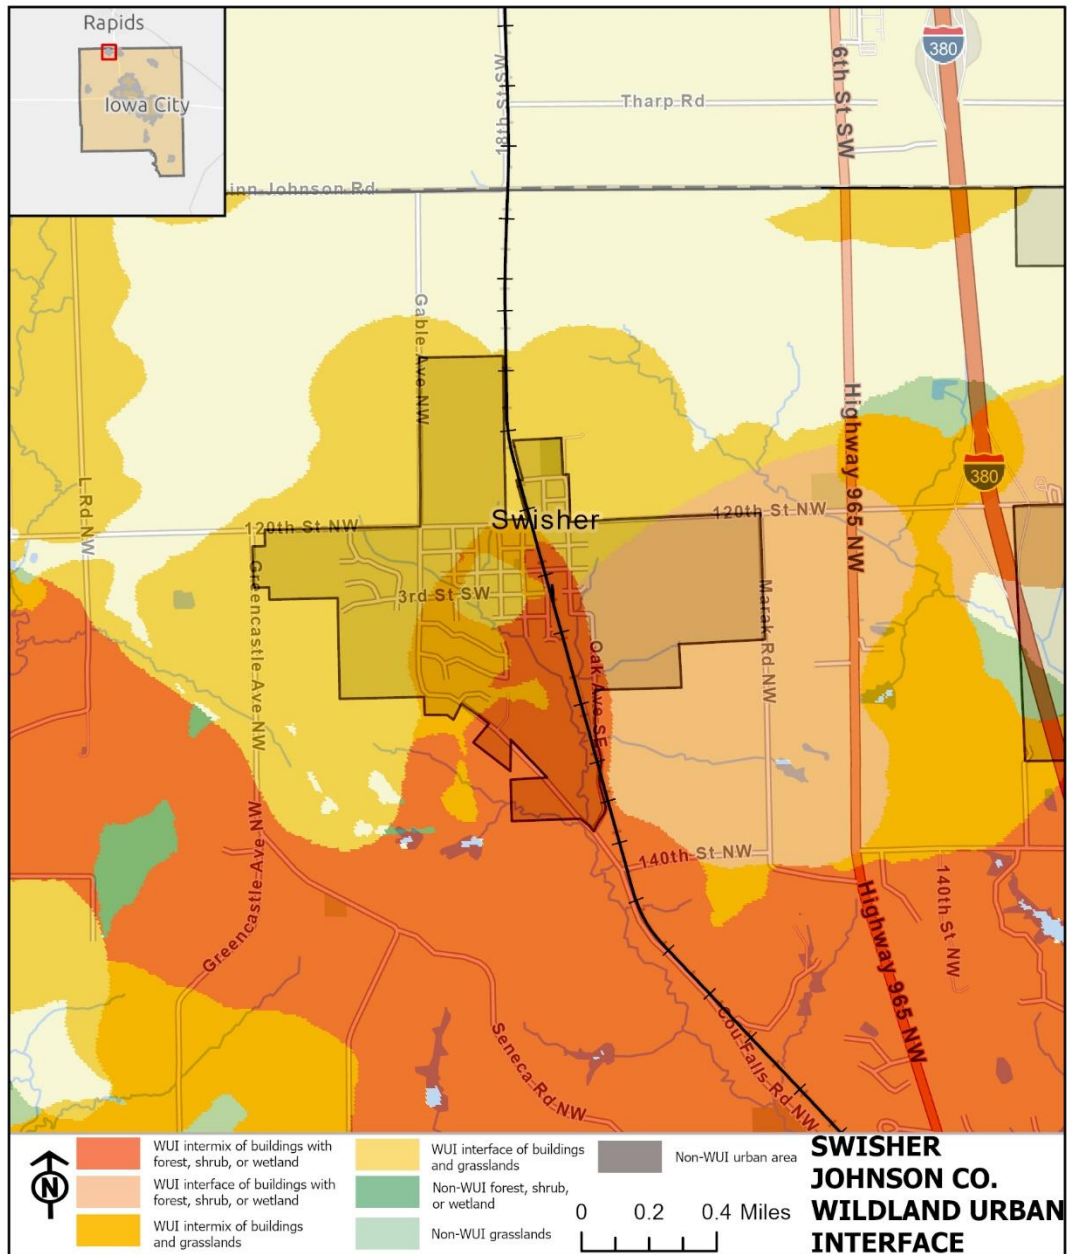 Rapids
Iowa City
380
6th St SW
18th St SW
Tharp Rd
inn Johnson Rd
Gable Ave NW
Highway 965 NW
L Rd NW
380
120th St NW
Swisher
120th St NW
Greencastle Ave NW
3rd St SW
Oak Ave SE
Marak Rd NW
140th St NW
Greencastle Ave NW
Highway 965 NW
140th St NW
Seneca Rd NW
Cou Falls Rd NW
N
WUI intermix of buildings with
forest, shrub, or wetland
WUI interface of buildings with
forest, shrub, or wetland
WUI intermix of buildings
and grasslands
WUI interface of buildings
and grasslands
Non-WUI forest, shrub,
or wetland
Non-WUI grasslands
Non-WUI urban area
0 0.2 0.4 Miles
SWISHER
JOHNSON CO.
WILDLAND URBAN
INTERFACE